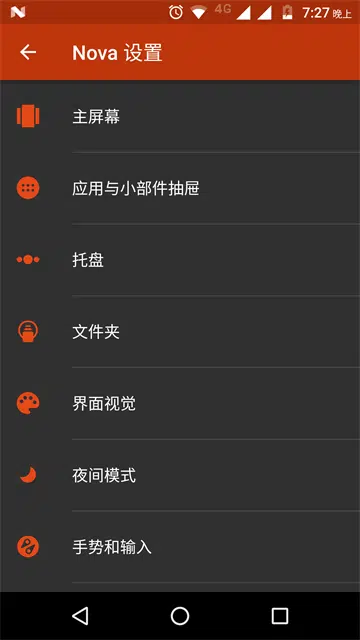 4G 7:27 晚上
Nova 设置
主屏幕
应用与小部件抽屉
托盘
文件夹
界面视觉
夜间模式
手势和输入